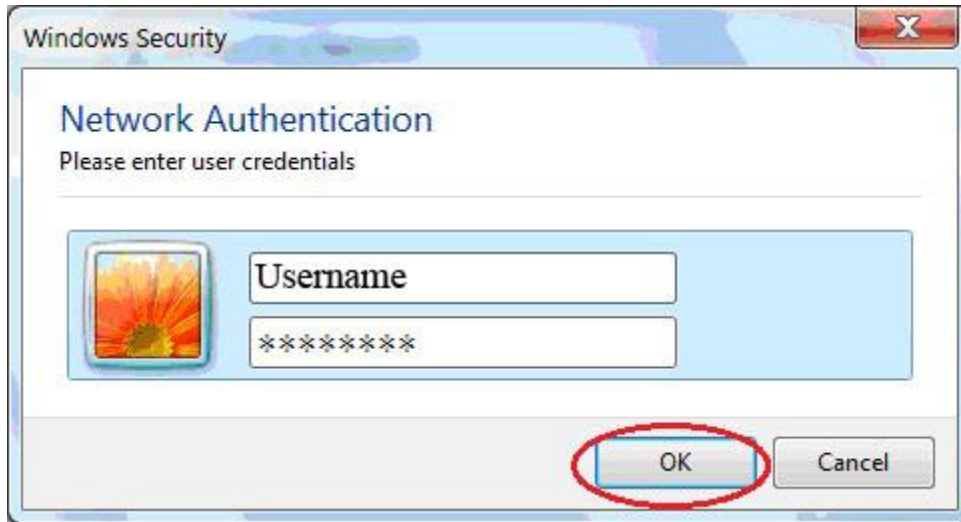 Windows Security
Network Authentication
Please enter user credentials
Username
********
OK
Cancel